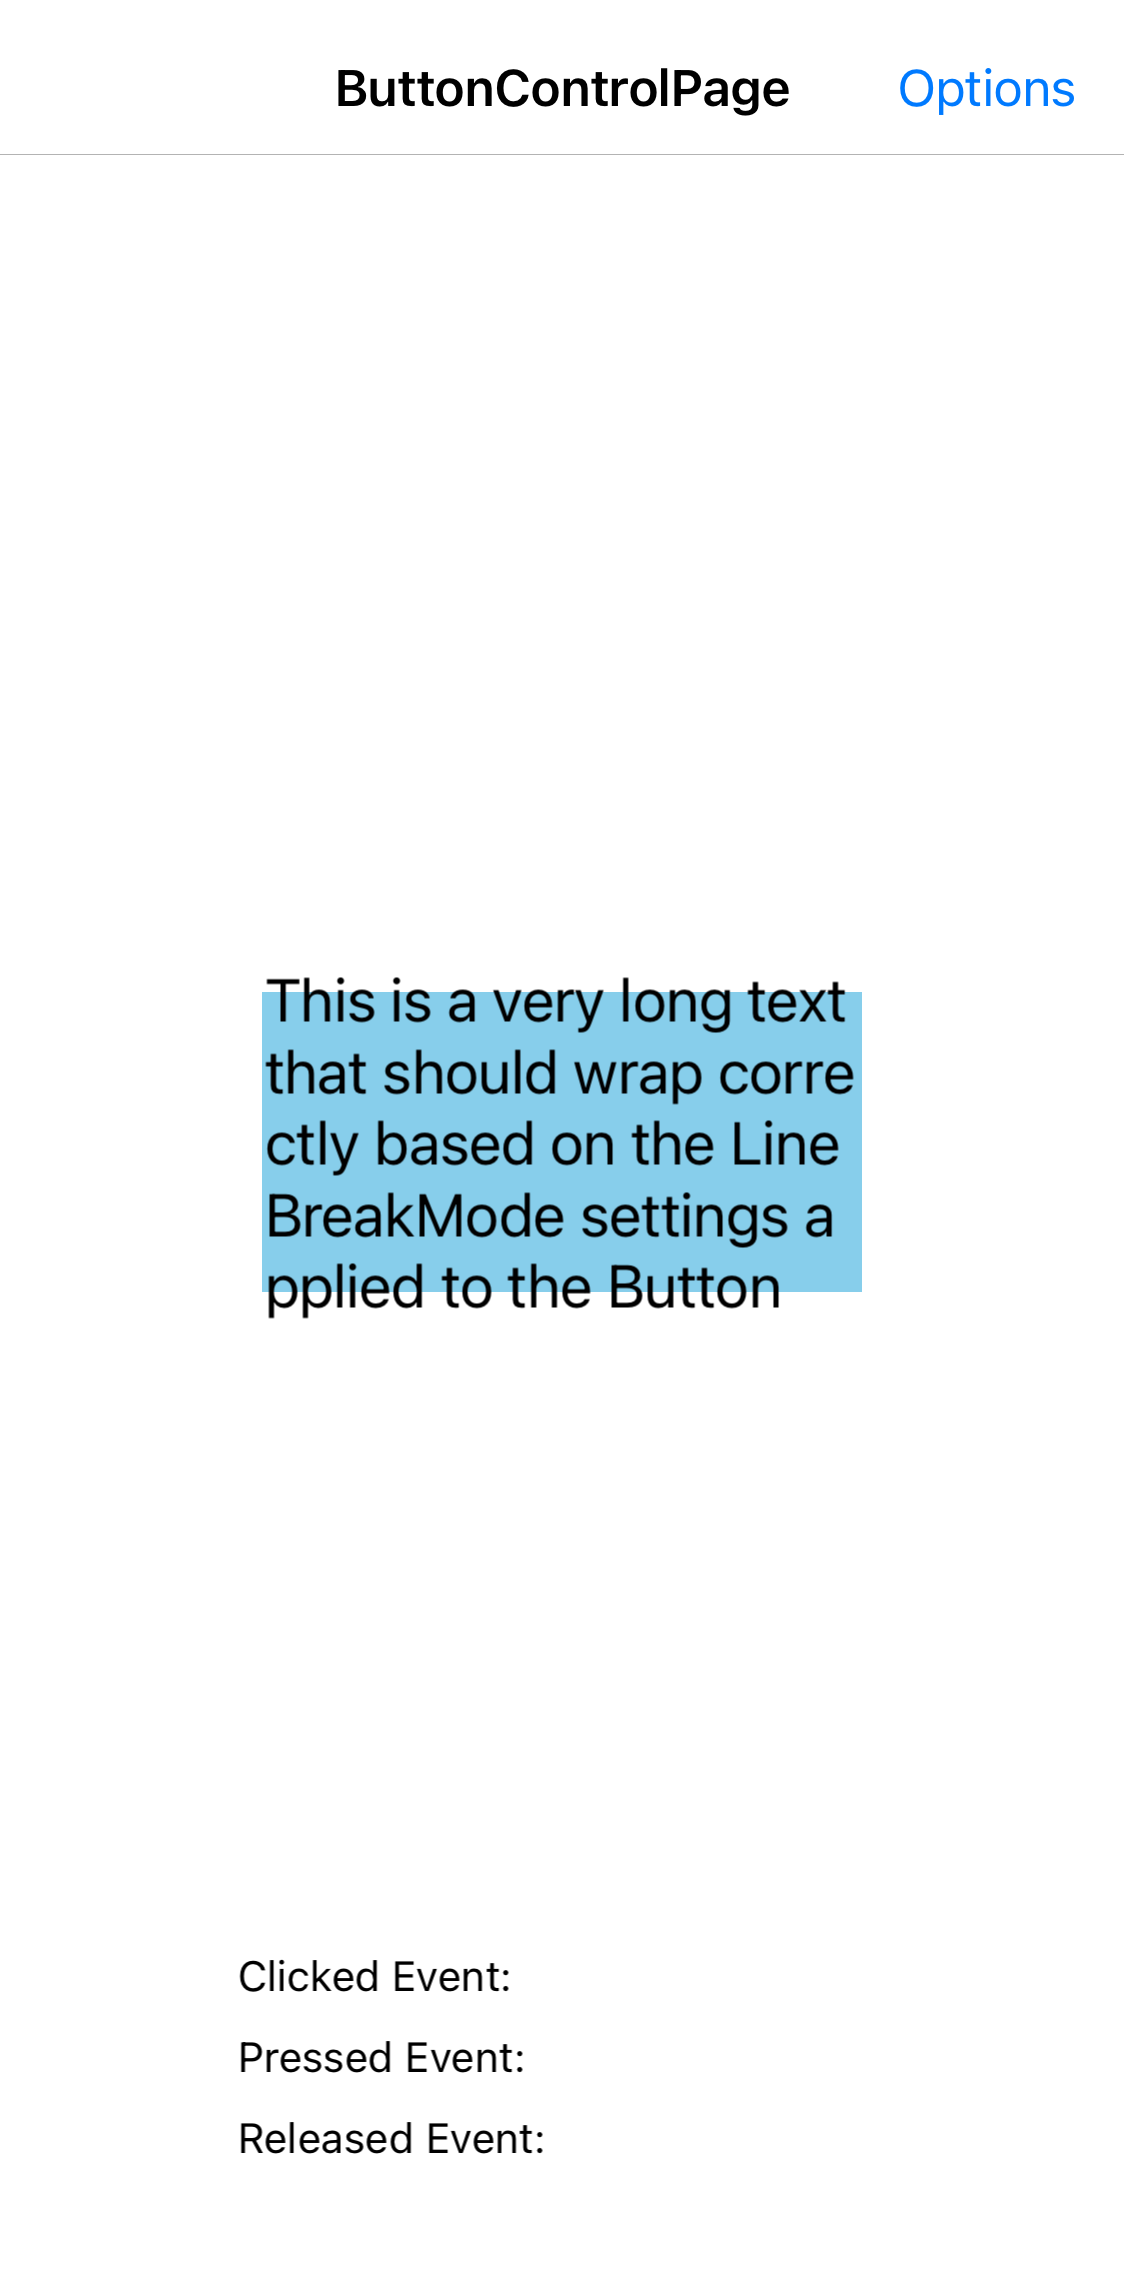 ButtonControlPage
Options
This is a very long text
that should wrap corre
ctly based on the Line
BreakMode settings a
pplied to the Button
Clicked Event:
Pressed Event:
Released Event: